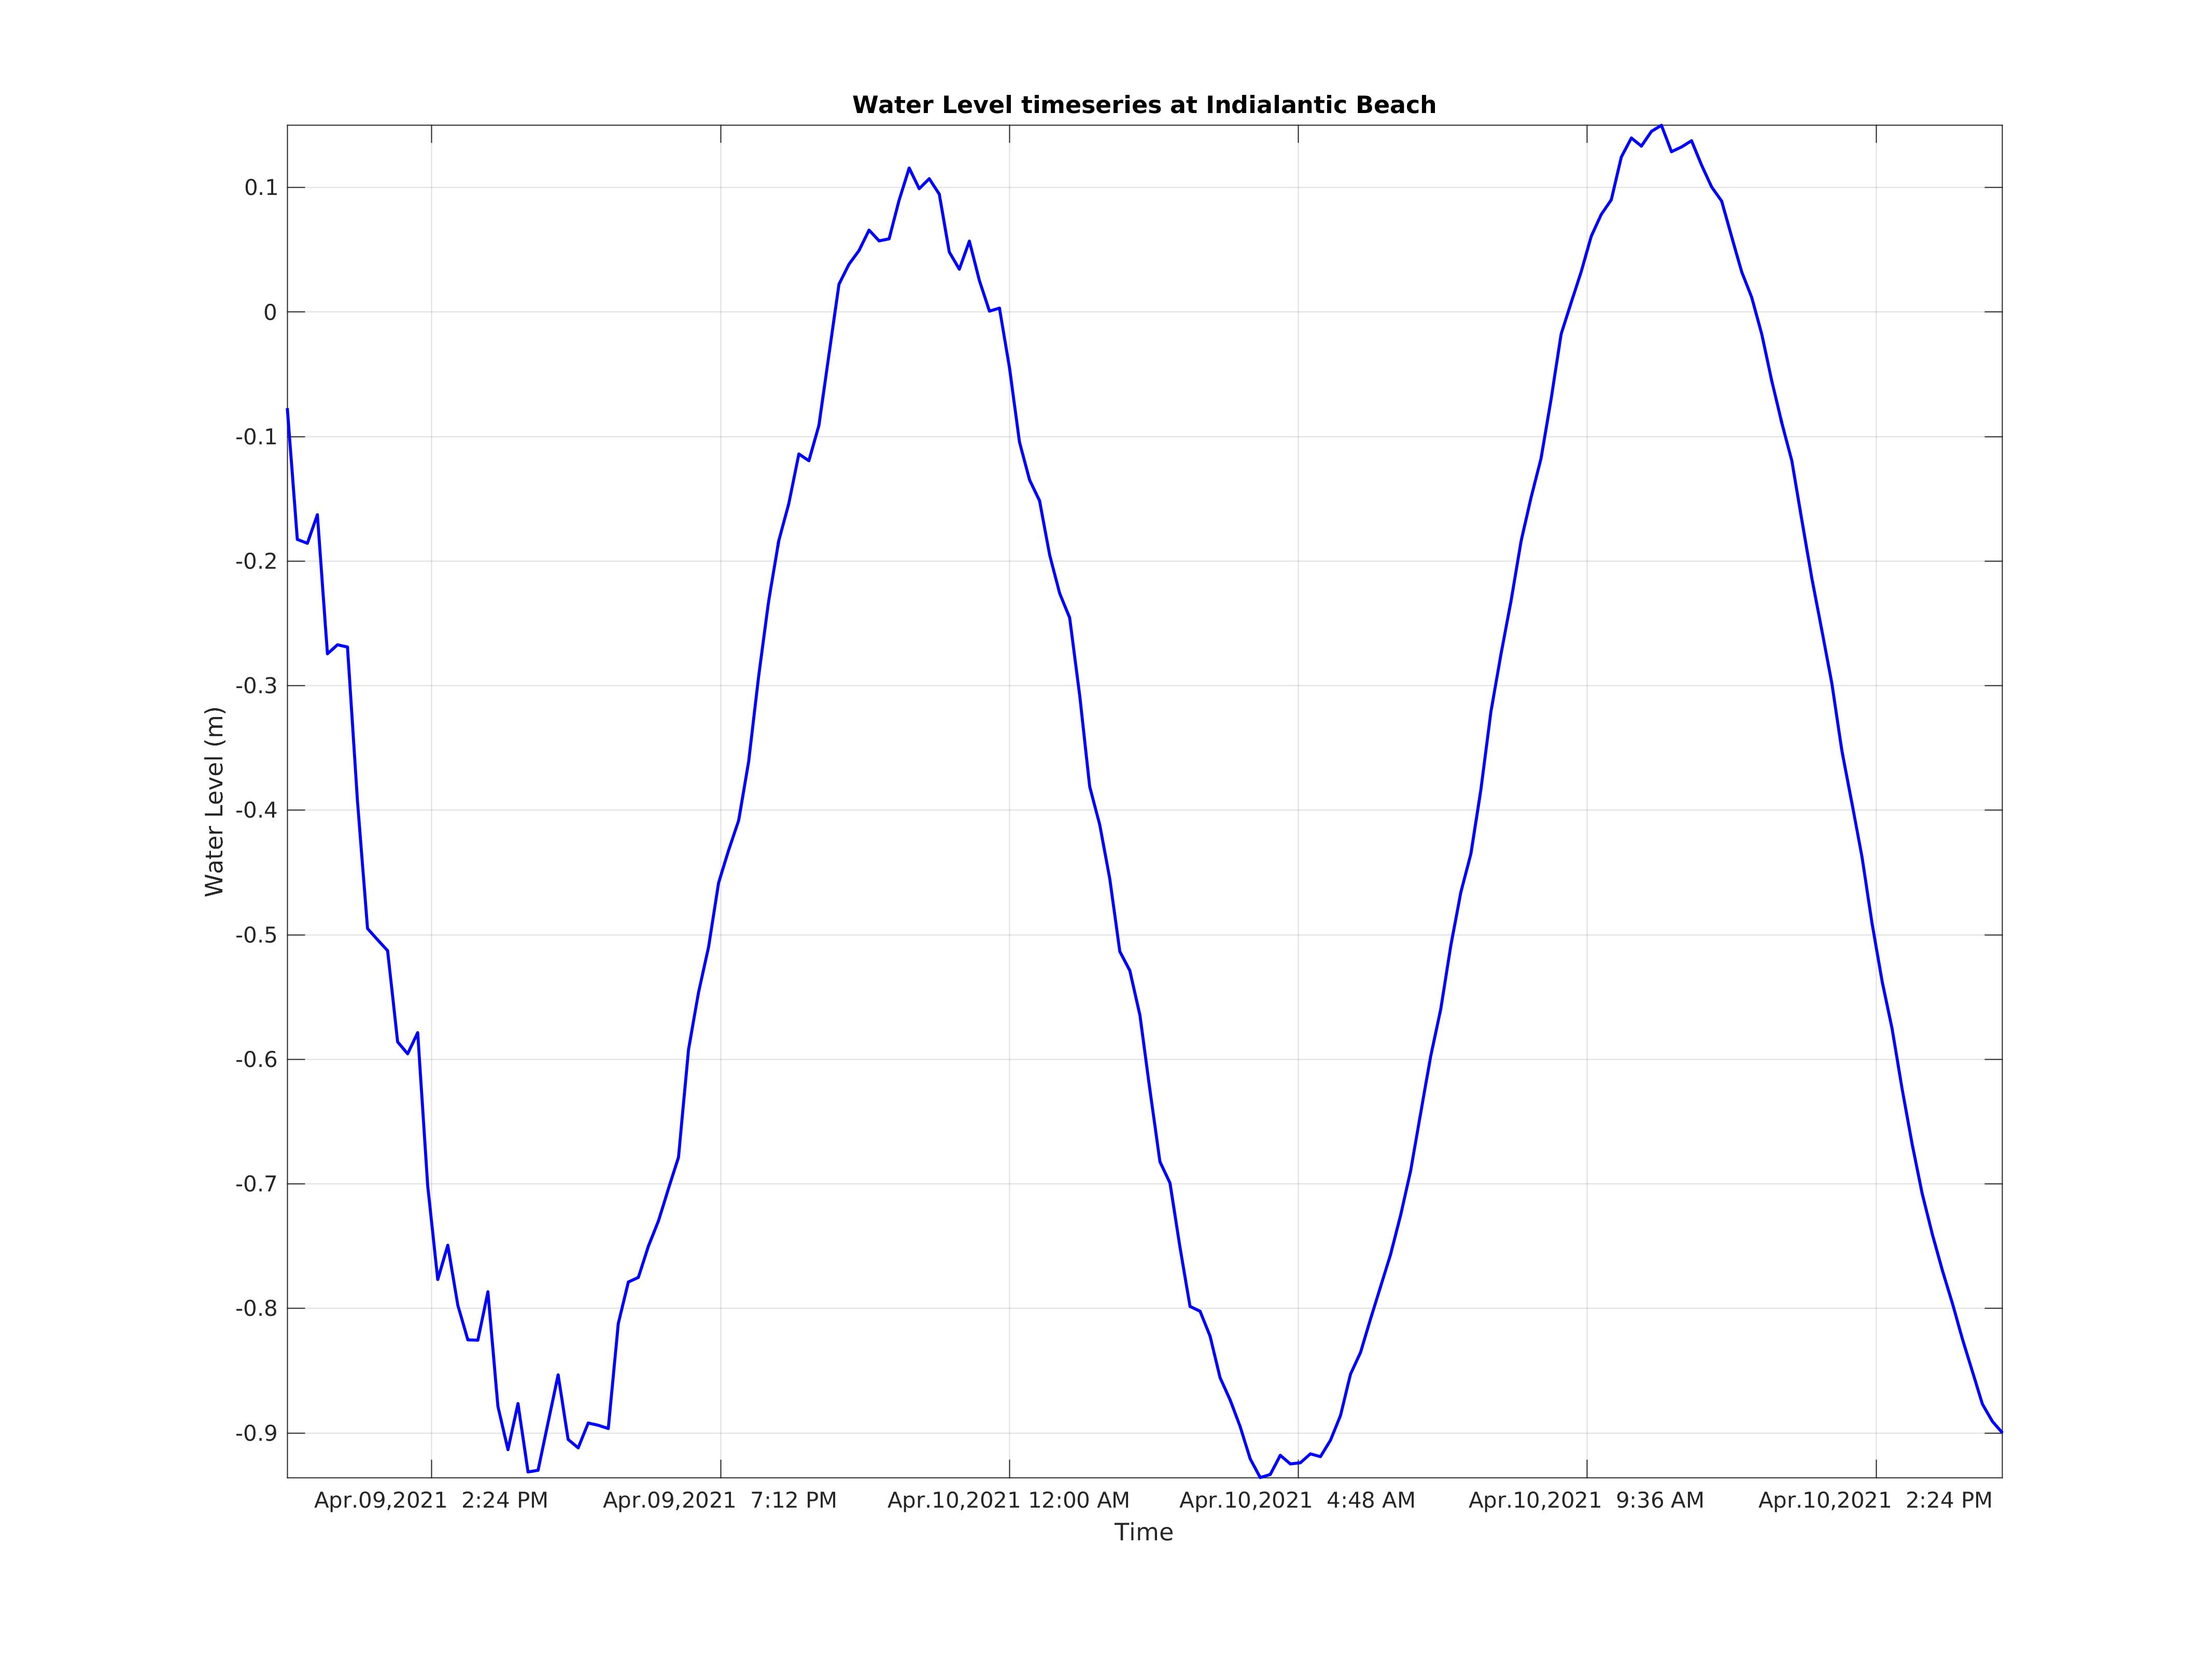 Water Level timeseries at Indialantic Beach
0.1
0
-0.1
-0.2
-0.3
-0.4
-0.5
-0.6
-0.7
-0.8
-0.9
Water Level (m)
Apr.09,2021  2:24 PM
Apr.09,2021  7:12 PM
Apr.10,2021 12:00 AM
Apr.10,2021  4:48 AM
Apr.10,2021  9:36 AM
Apr.10,2021  2:24 PM
Time